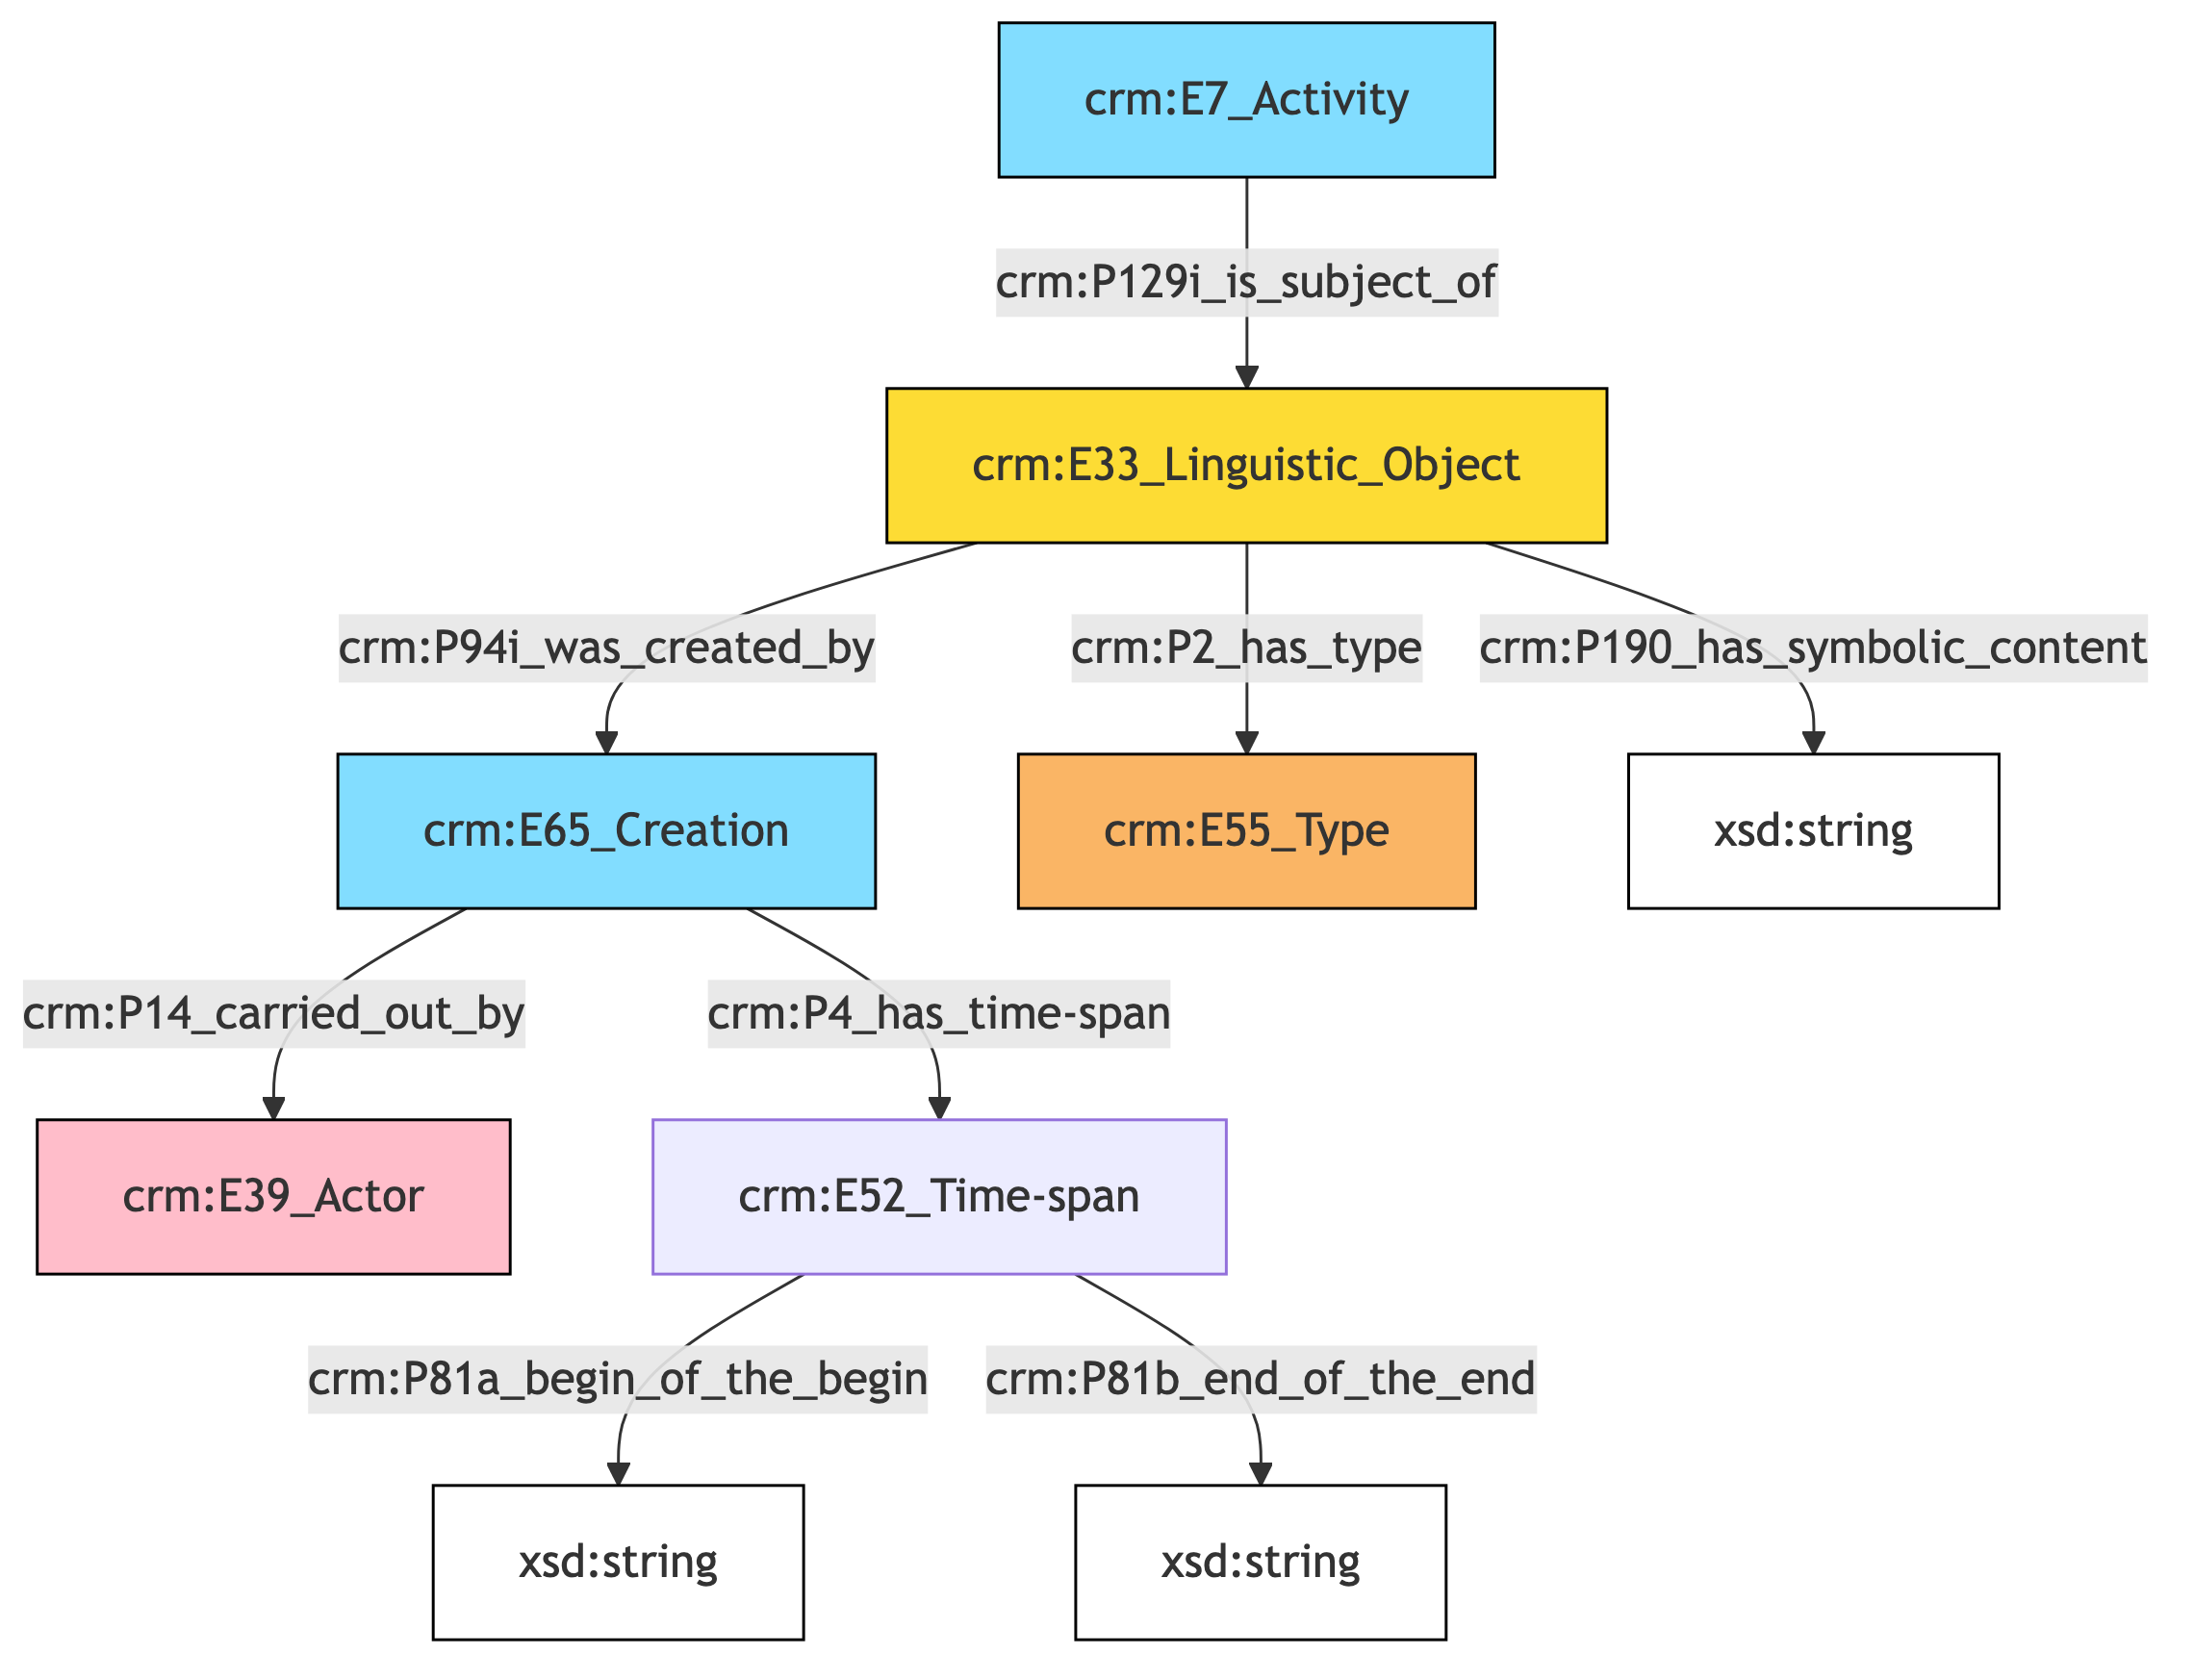 crm:E7_Activity
crm:P129i_is_subject_of
crm:E33_Linguistic_Object
crm:P94i_was_created_by
crm:P2_has_type
crm:P190_has_symbolic_content
crm:E65_Creation
crm:E55_Type
xsd:string
crm:P14_carried_out_by
crm:P4_has_time-span
crm:E39_Actor
crm:E52_Time-span
crm:P81a_begin_of_the_begin
crm:P81b_end_of_the_end
xsd:string
xsd:string